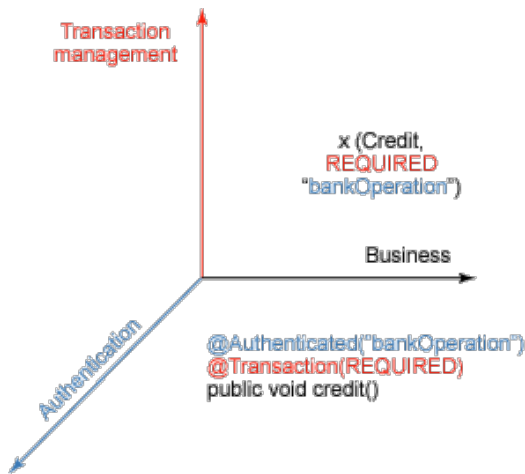 Transaction
management
x (Credit,
REQUIRED
“bankOperation”)
Business
Authentication
@Authenticated("bankOperation")
@Transaction(REQUIRED)
public void credit()